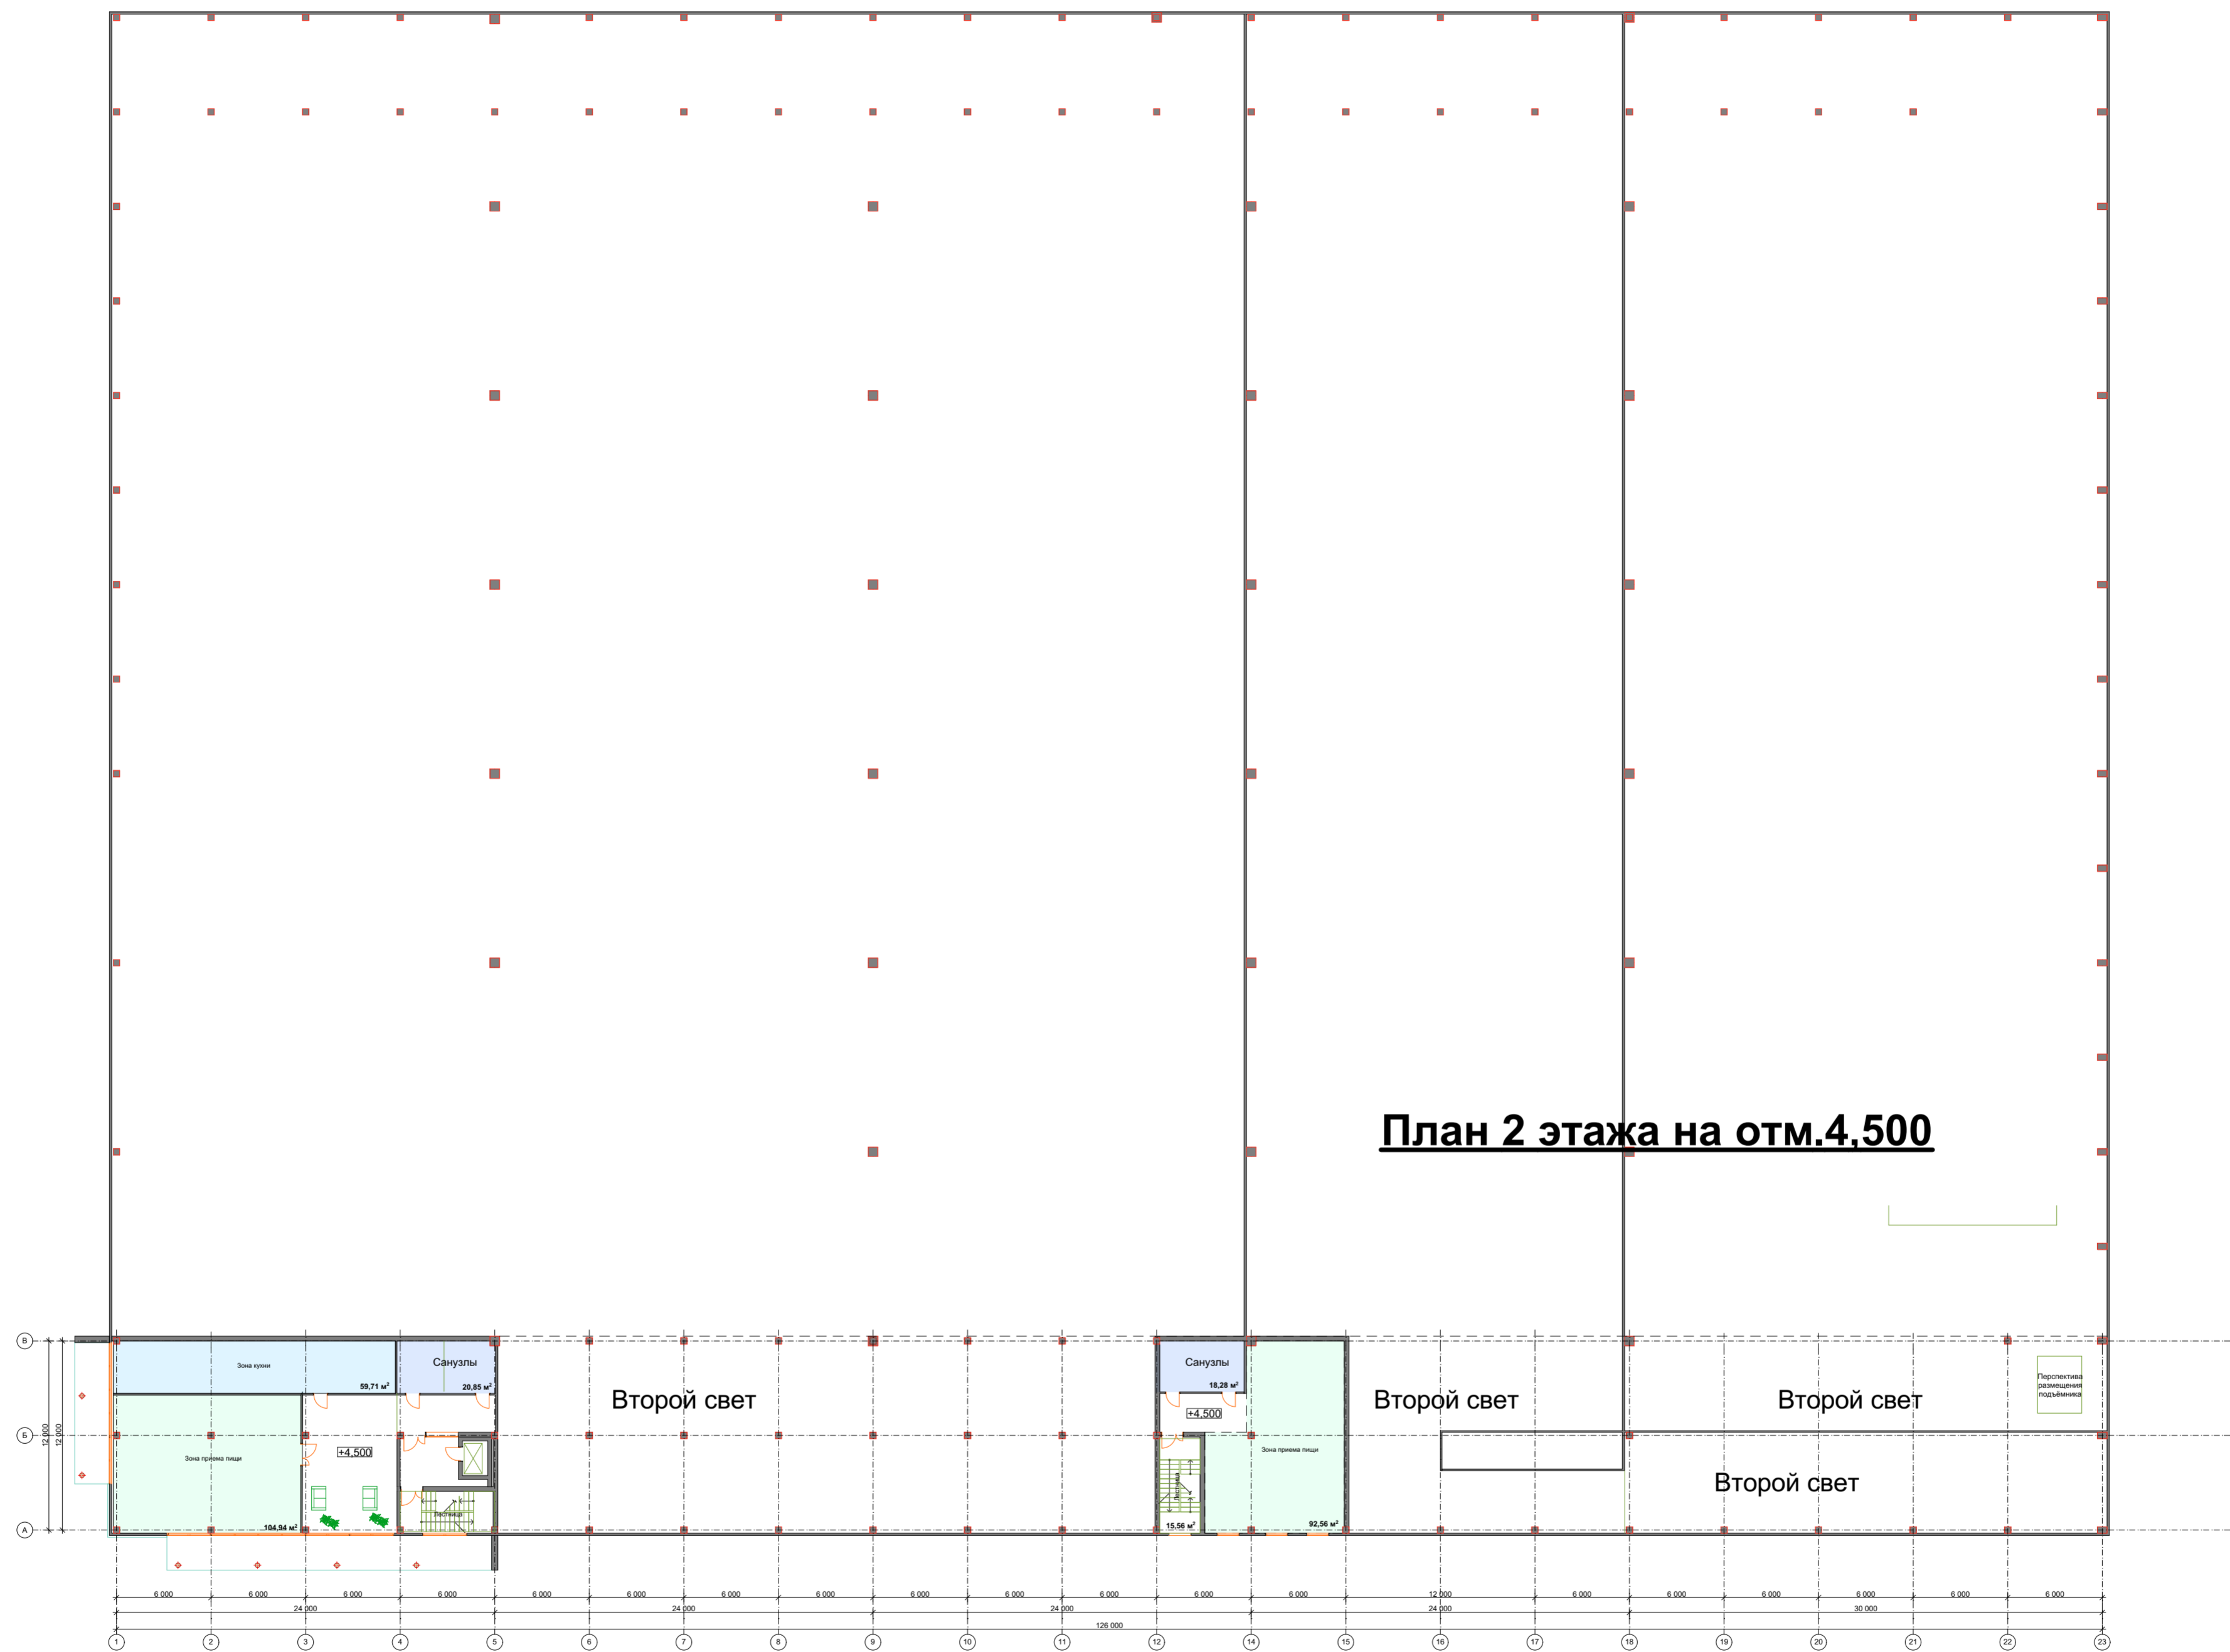 План 2 этажа на отм.4,500
В
Зона кухни
59,71 м²
Санузлы
20,85 м²
Второй свет
Санузлы
18,28 м²
Второй свет
Второй свет
Перспектива
размещения
подъёмника
12 000
12 000
Б
+4,500
+4,500
Зона приема пищи
Зона приема пищи
Второй свет
Лестница
Лестница
104,94 м²
15,56 м²
92,56 м²
А
6 000 6 000 6 000 6 000 6 000 6 000 6 000 6 000 6 000 6 000 6 000 6 000 6 000 12 000 6 000 6 000 6 000 6 000 6 000 6 000
24 000 24 000 24 000 24 000 30 000
126 000
1 2 3 4 5 6 7 8 9 10 11 12 14 15 16 17 18 19 20 21 22 23